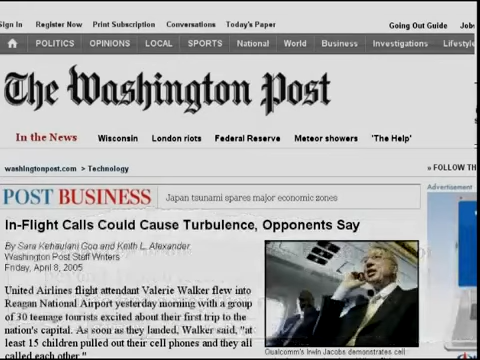 Sign In Register Now Print Subscription Conversations Today's Paper Going Out Guide
POLITICS OPINIONS LOCAL SPORTS National World Business Investigations Lifestyle
The Washington Post
In the News Wisconsin London riots Federal Reserve Meteor showers 'The Help'
washingtonpost.com > Technology
» FOLLOW TH
Advertisement
POST BUSINESS Japan tsunami spares major economic zones
In-Flight Calls Could Cause Turbulence, Opponents Say
By Sara Kehaulani Goo and Keith L. Alexander
Washington Post Staff Writers
Friday, April 8, 2005
United Airlines flight attendant Valerie Walker flew into
Reagan National Airport yesterday morning with a group
of 30 teenage tourists excited about their first trip to the
nation's capital. As soon as they landed, Walker said, "at
least 15 children pulled out their cell phones and they all
called each other."
Qualcomm's Irwin Jacobs demonstrates cell